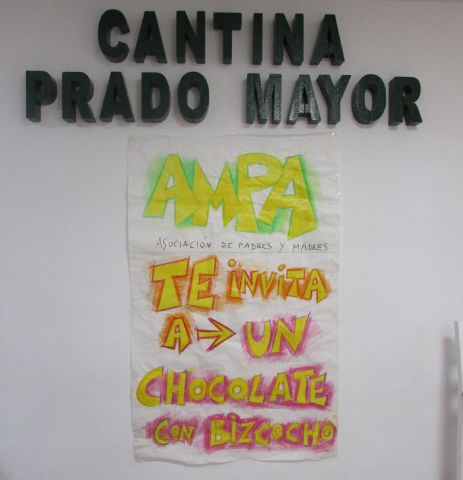 CANTINA
PRADO MAYOR
AMPA
ASOCIACIÓN DE PADRES Y MADRES
TE INVITA
A → UN
CHOCOLATE
CON BIZCOCHO